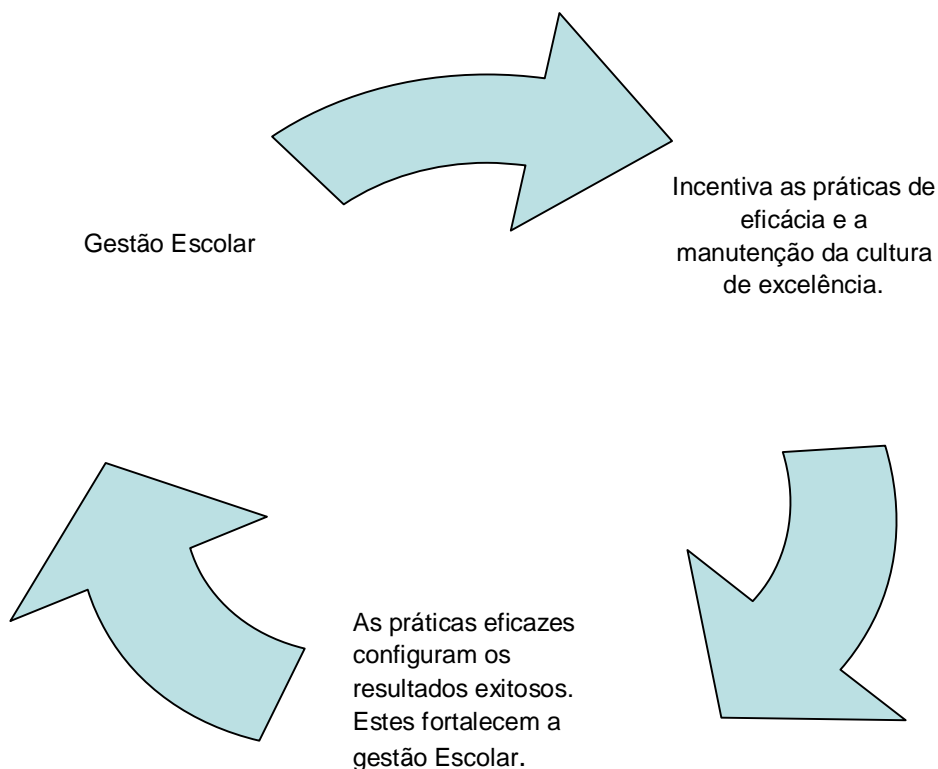 Gestão Escolar
Incentiva as práticas de
eficácia e a
manutenção da cultura
de excelência.
As práticas eficazes
configuram os
resultados exitosos.
Estes fortalecem a
gestão Escolar.